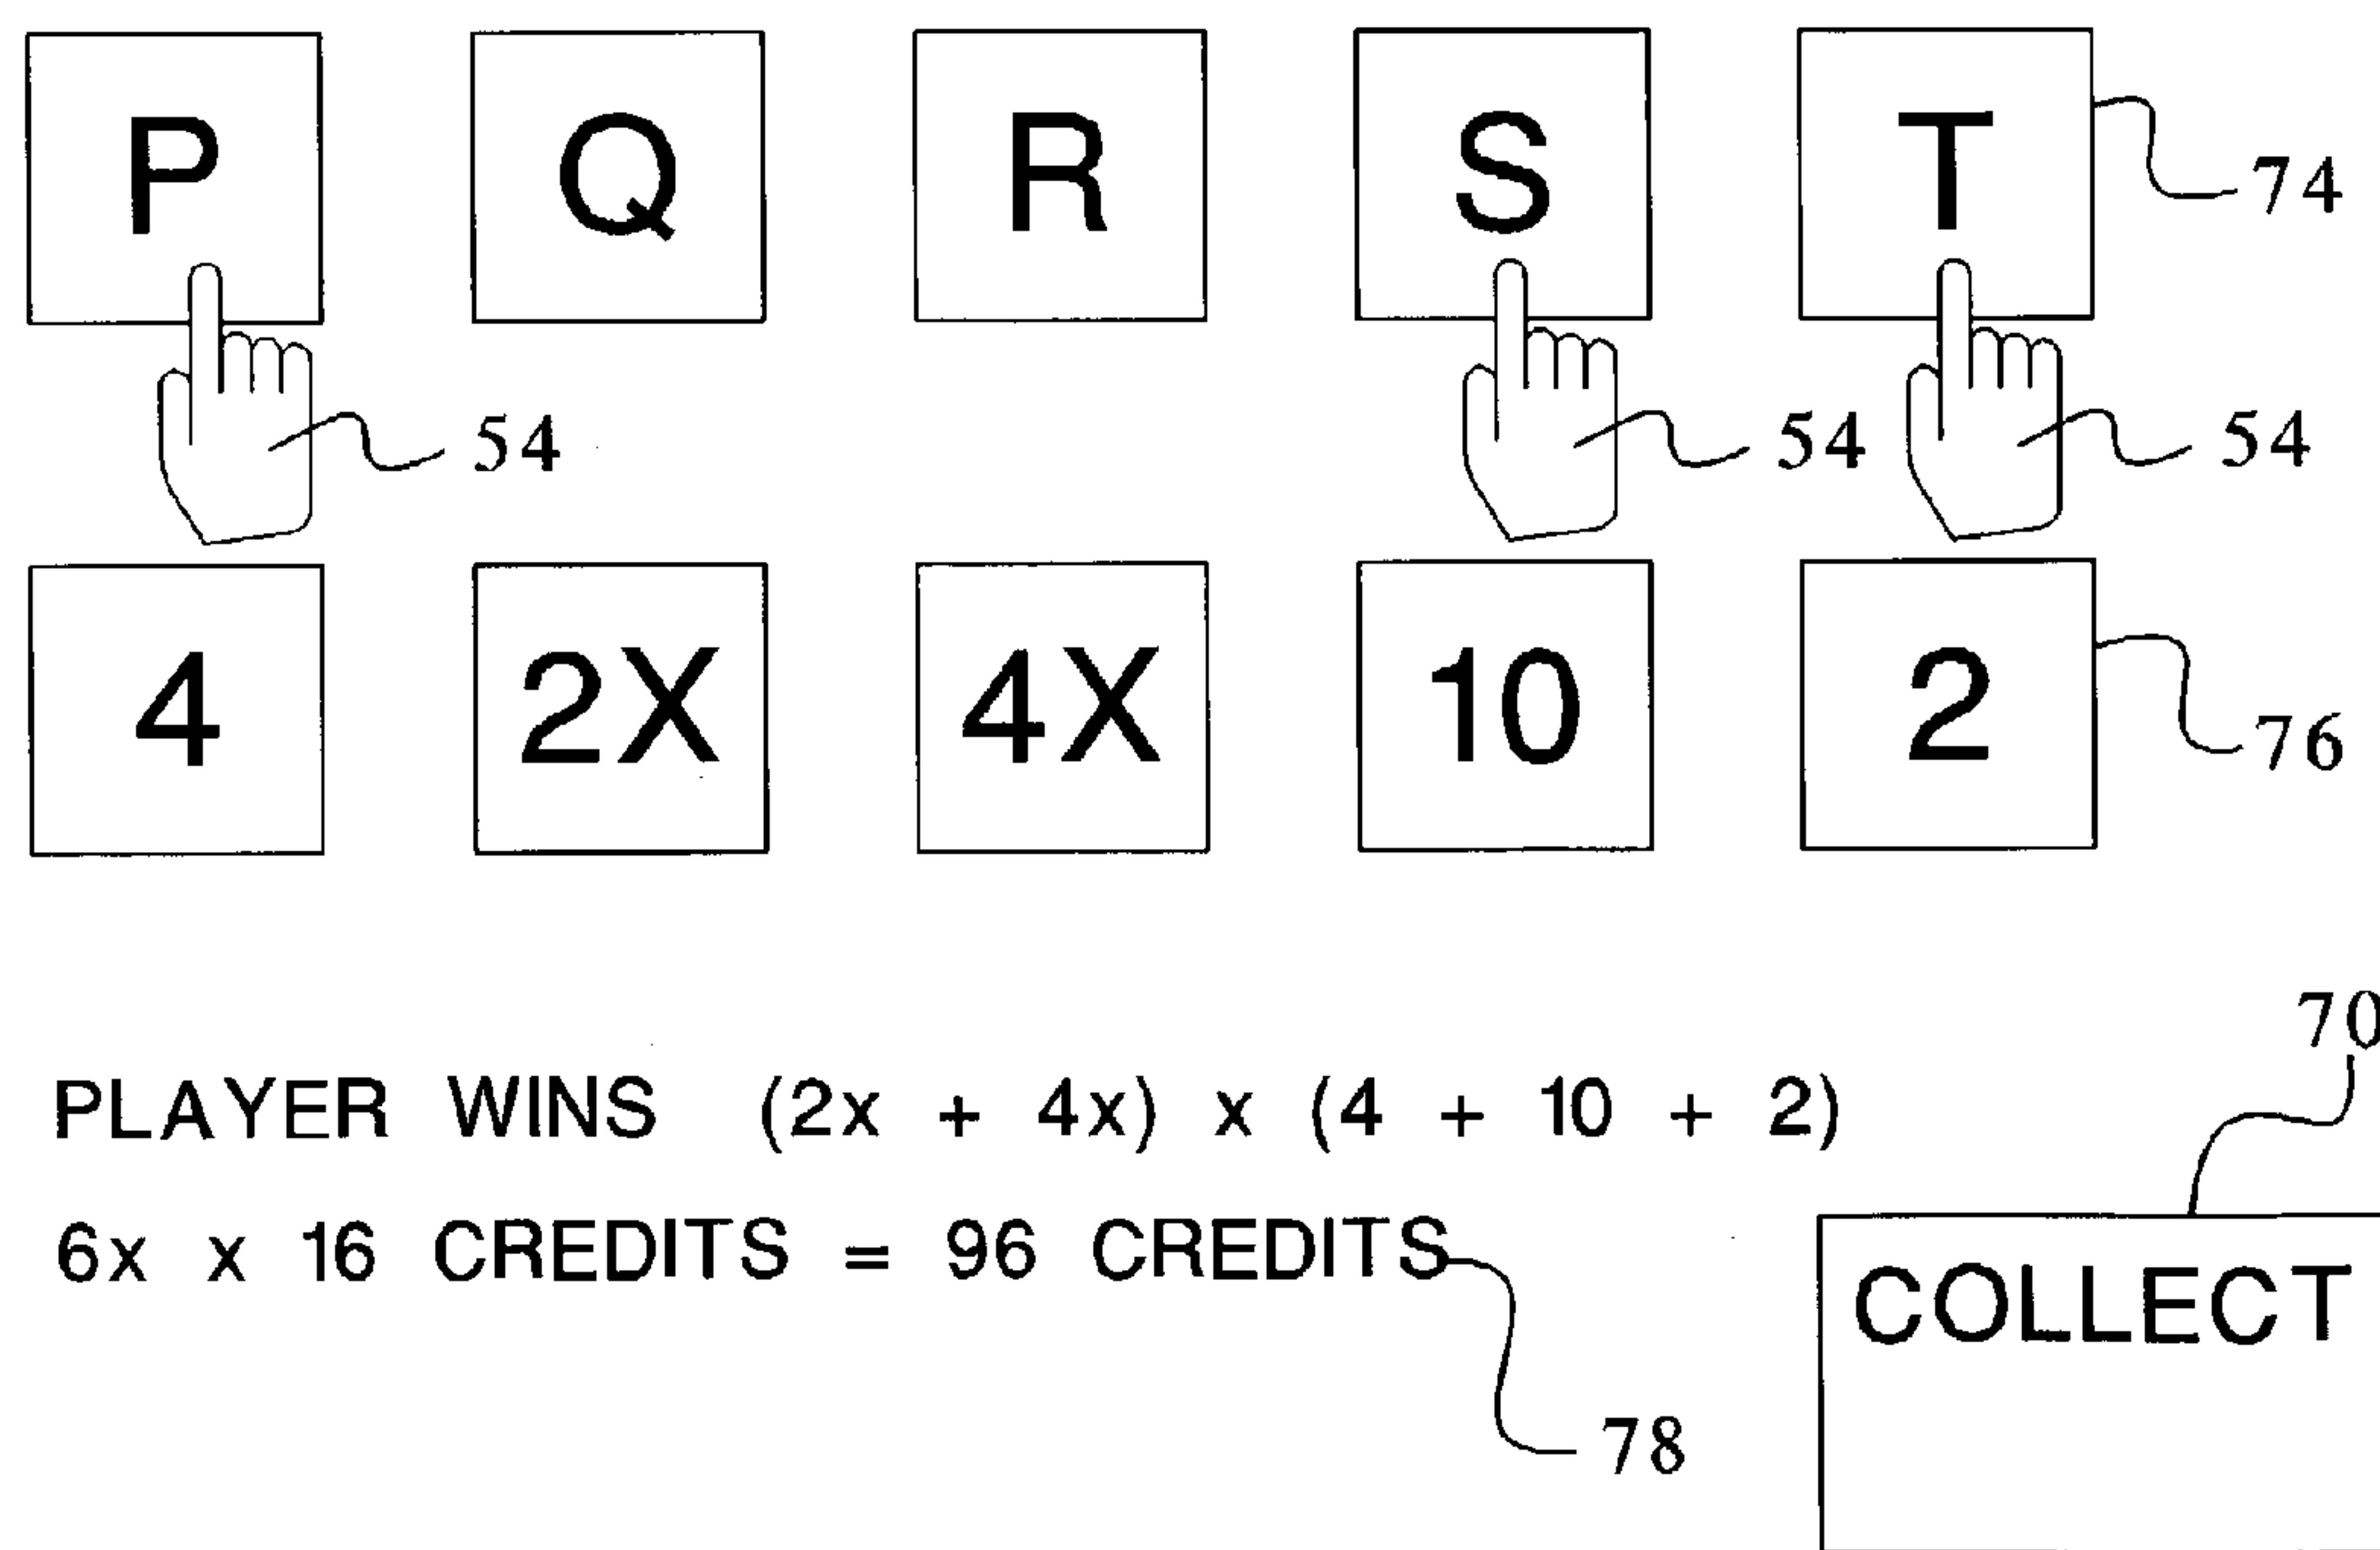 P Q R S T 74
54 54 54
4 2X 4X 10 2 76
70
PLAYER WINS (2x + 4x) x (4 + 10 + 2)
6x x 16 CREDITS = 96 CREDITS
COLLECT
78